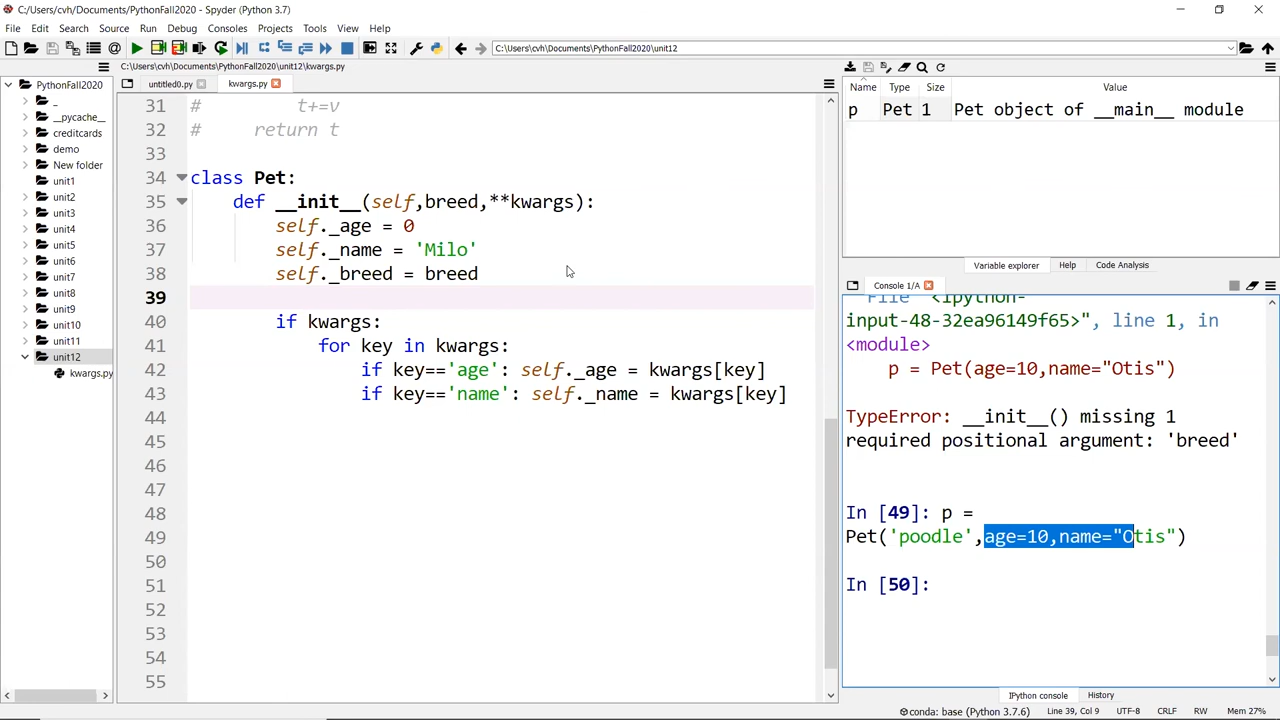 C:/Users/cvh/Documents/PythonFall2020 - Spyder (Python 3.7)
File Edit Search Source Run Debug Consoles Projects Tools View Help
C:\Users\cvh\Documents\PythonFall2020\unit12
C:\Users\cvh\Documents\PythonFall2020\unit12\kwargs.py
PythonFall2020
_
__pycache__
creditcards
demo
New folder
unit1
unit2
unit3
unit4
unit5
unit6
unit7
unit8
unit9
unit10
unit11
unit12
kwargs.py
untitled0.py kwargs.py
31 # t+=v
32 # return t
33
34 class Pet:
35 def __init__(self,breed,**kwargs):
36 self._age = 0
37 self._name = 'Milo'
38 self._breed = breed
39
40 if kwargs:
41 for key in kwargs:
42 if key=='age': self._age = kwargs[key]
43 if key=='name': self._name = kwargs[key]
44
45
46
47
48
49
50
51
52
53
54
55
Name Type Size Value
p Pet 1 Pet object of __main__ module
Variable explorer Help Code Analysis
Console 1/A
File "<ipython-
input-48-32ea96149f65>", line 1, in
<module>
p = Pet(age=10,name="Otis")
TypeError: __init__() missing 1
required positional argument: 'breed'
In [49]: p =
Pet('poodle',age=10,name="Otis")
In [50]:
IPython console History
conda: base (Python 3.7.6) Line 39, Col 9 UTF-8 CRLF RW Mem 27%